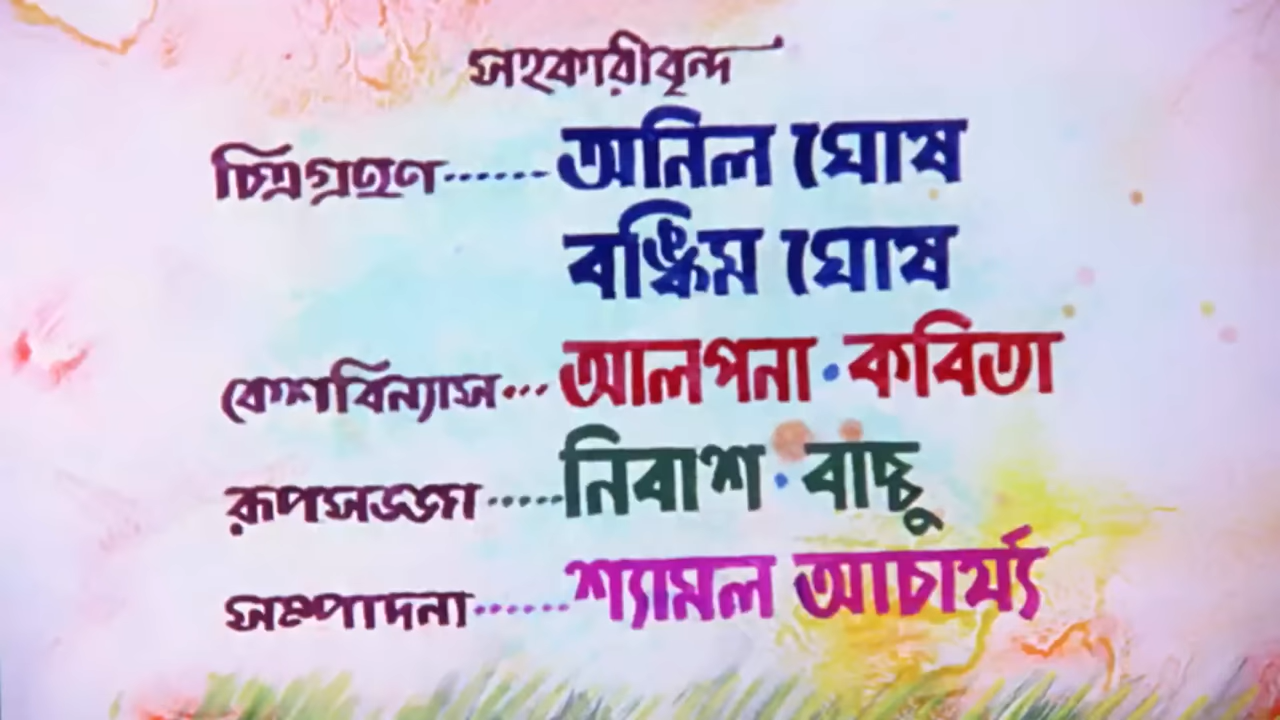 সহকারীবৃন্দ
চিত্রগ্রহণ......অনিল ঘোষ
বঙ্কিম ঘোষ
কেশবিন্যাস...আলপনা · কবিতা
রূপসজ্জা.....নিবাশ · বাচ্চু
সম্পাদনা......শ্যামল আচার্য্য